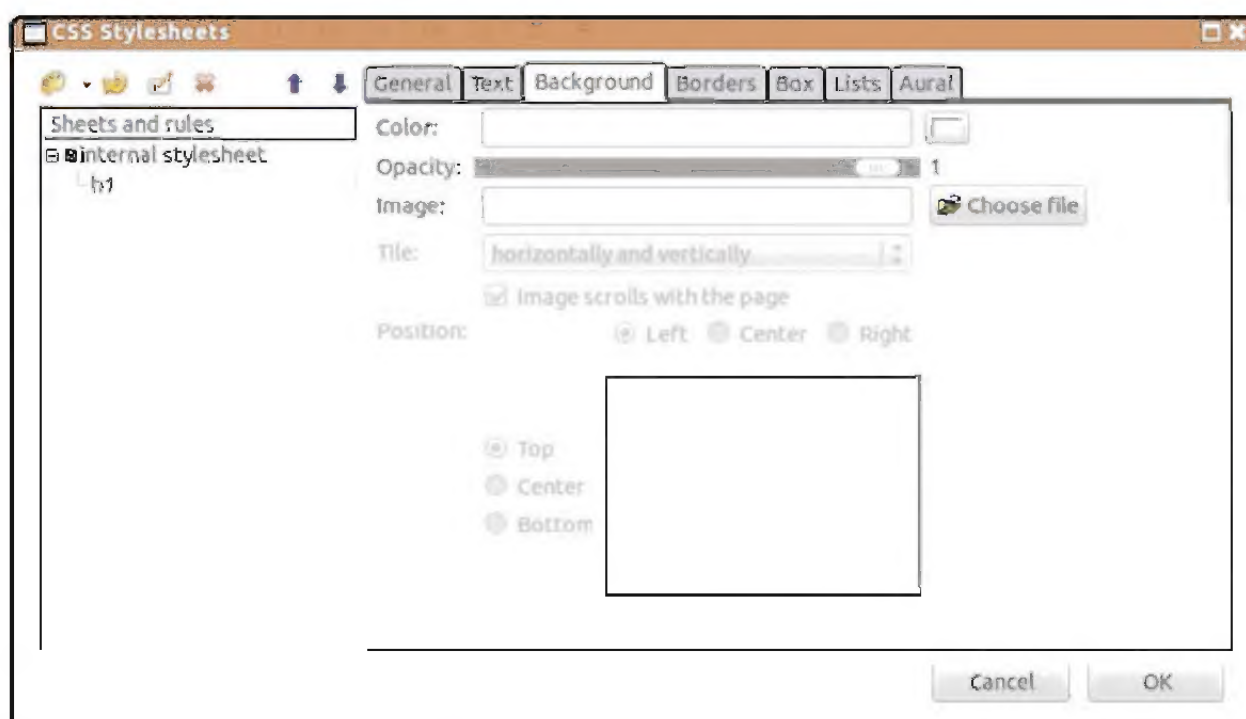 CSS Stylesheets
General Text Background Borders Box Lists Aural
Sheets and rules
internal stylesheet
h1
Color:
Opacity: 1
Image: Choose file
Tile: horizontally and vertically
Image scrolls with the page
Position: Left Center Right
Top
Center
Bottom
Cancel OK